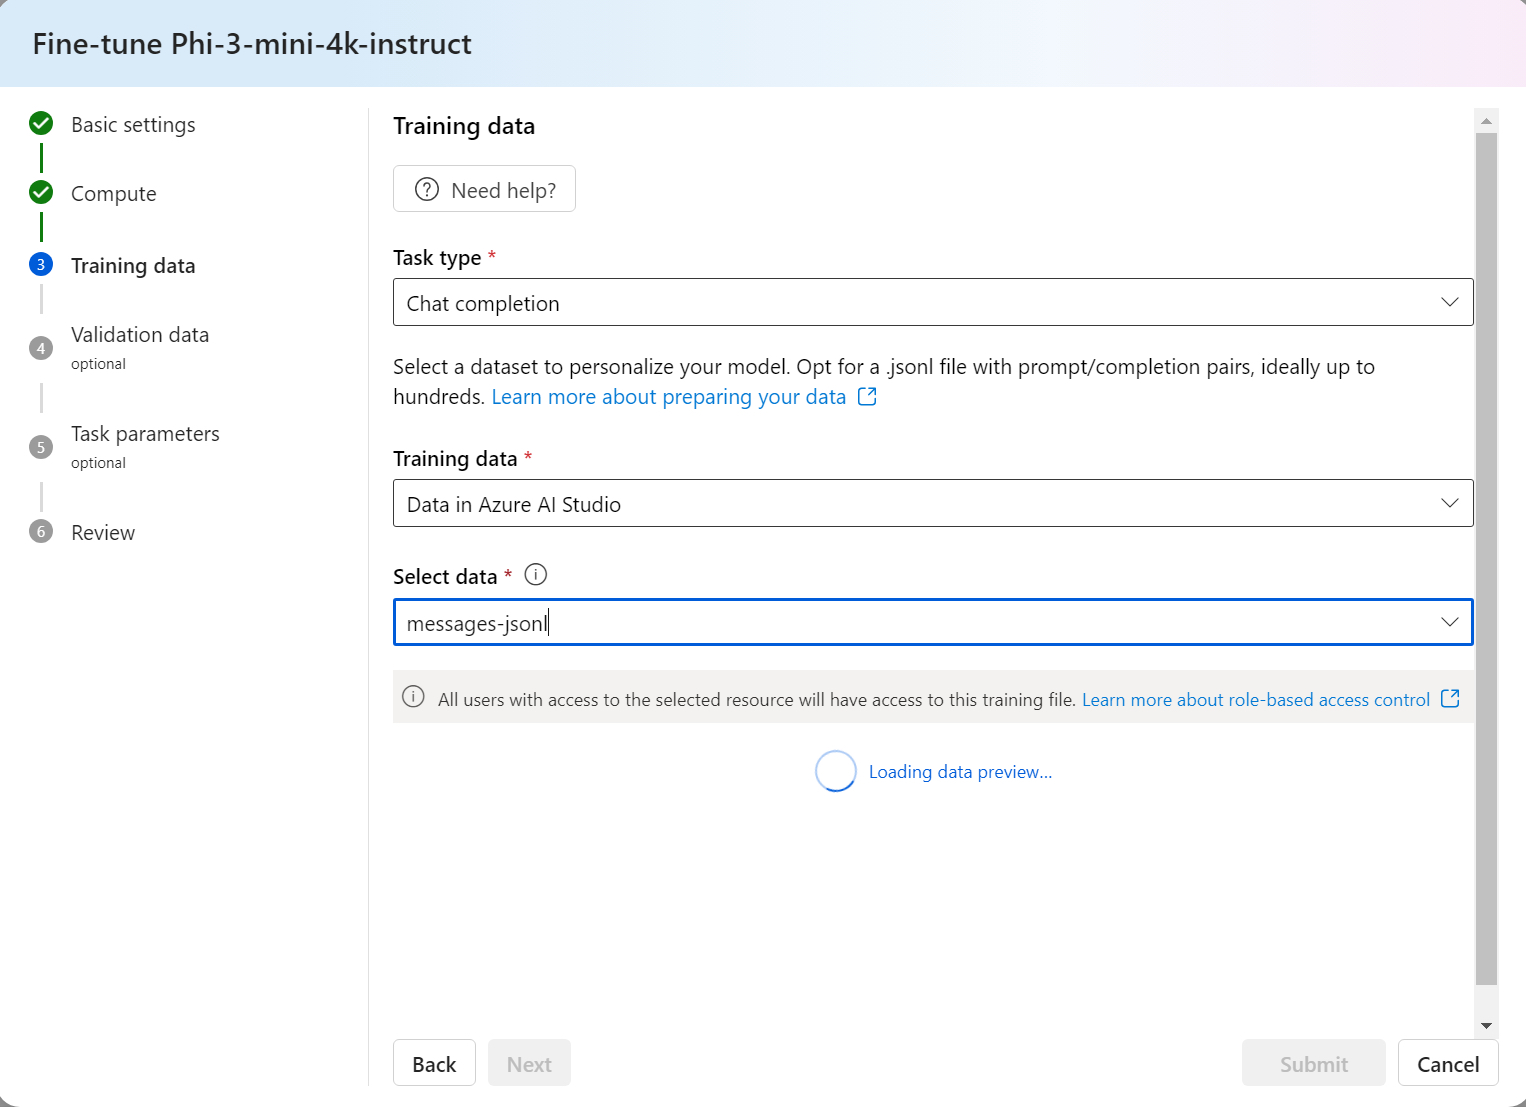 Fine-tune Phi-3-mini-4k-instruct
Basic settings
Compute
3 Training data
4 Validation data
optional
5 Task parameters
optional
6 Review
Training data
Need help?
Task type *
Chat completion
Select a dataset to personalize your model. Opt for a .jsonl file with prompt/completion pairs, ideally up to
hundreds. Learn more about preparing your data
Training data *
Data in Azure AI Studio
Select data *
messages-jsonl
All users with access to the selected resource will have access to this training file. Learn more about role-based access control
Loading data preview...
Back Next Submit Cancel